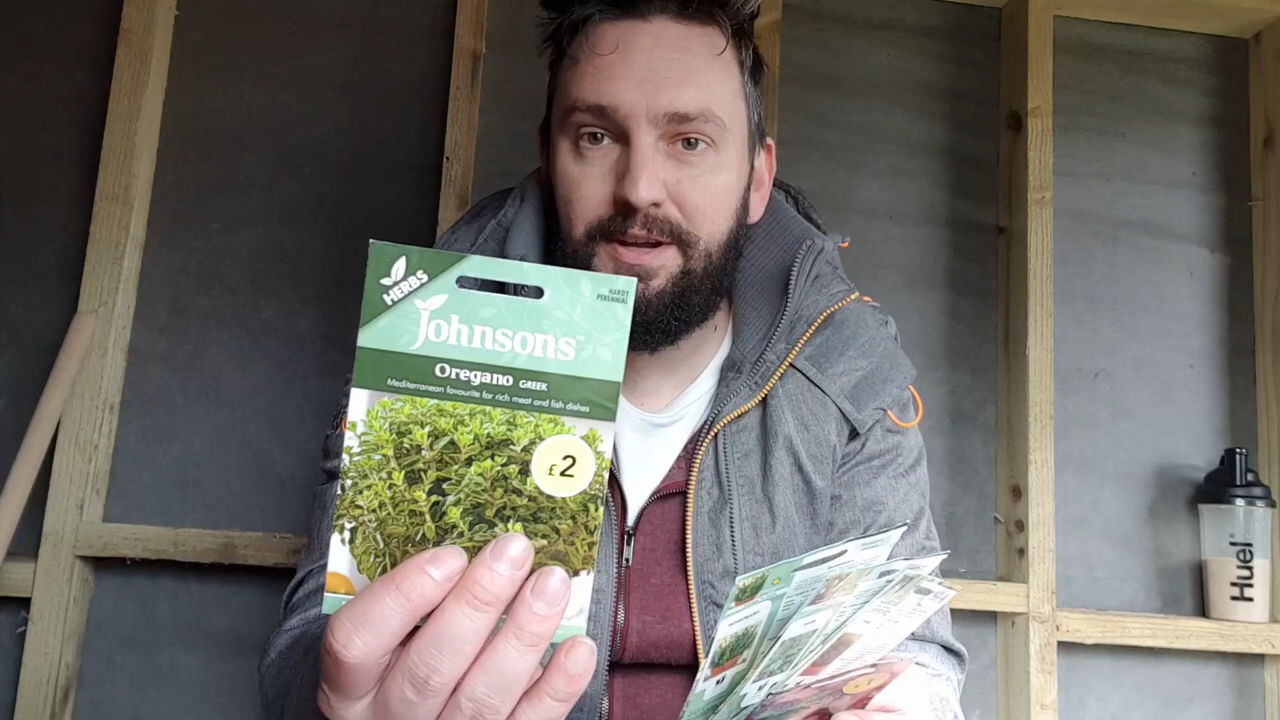 HERBS
HARDY
PERENNIAL
Johnsons
Oregano GREEK
Mediterranean favourite for rich meat and fish dishes
£2
Huel